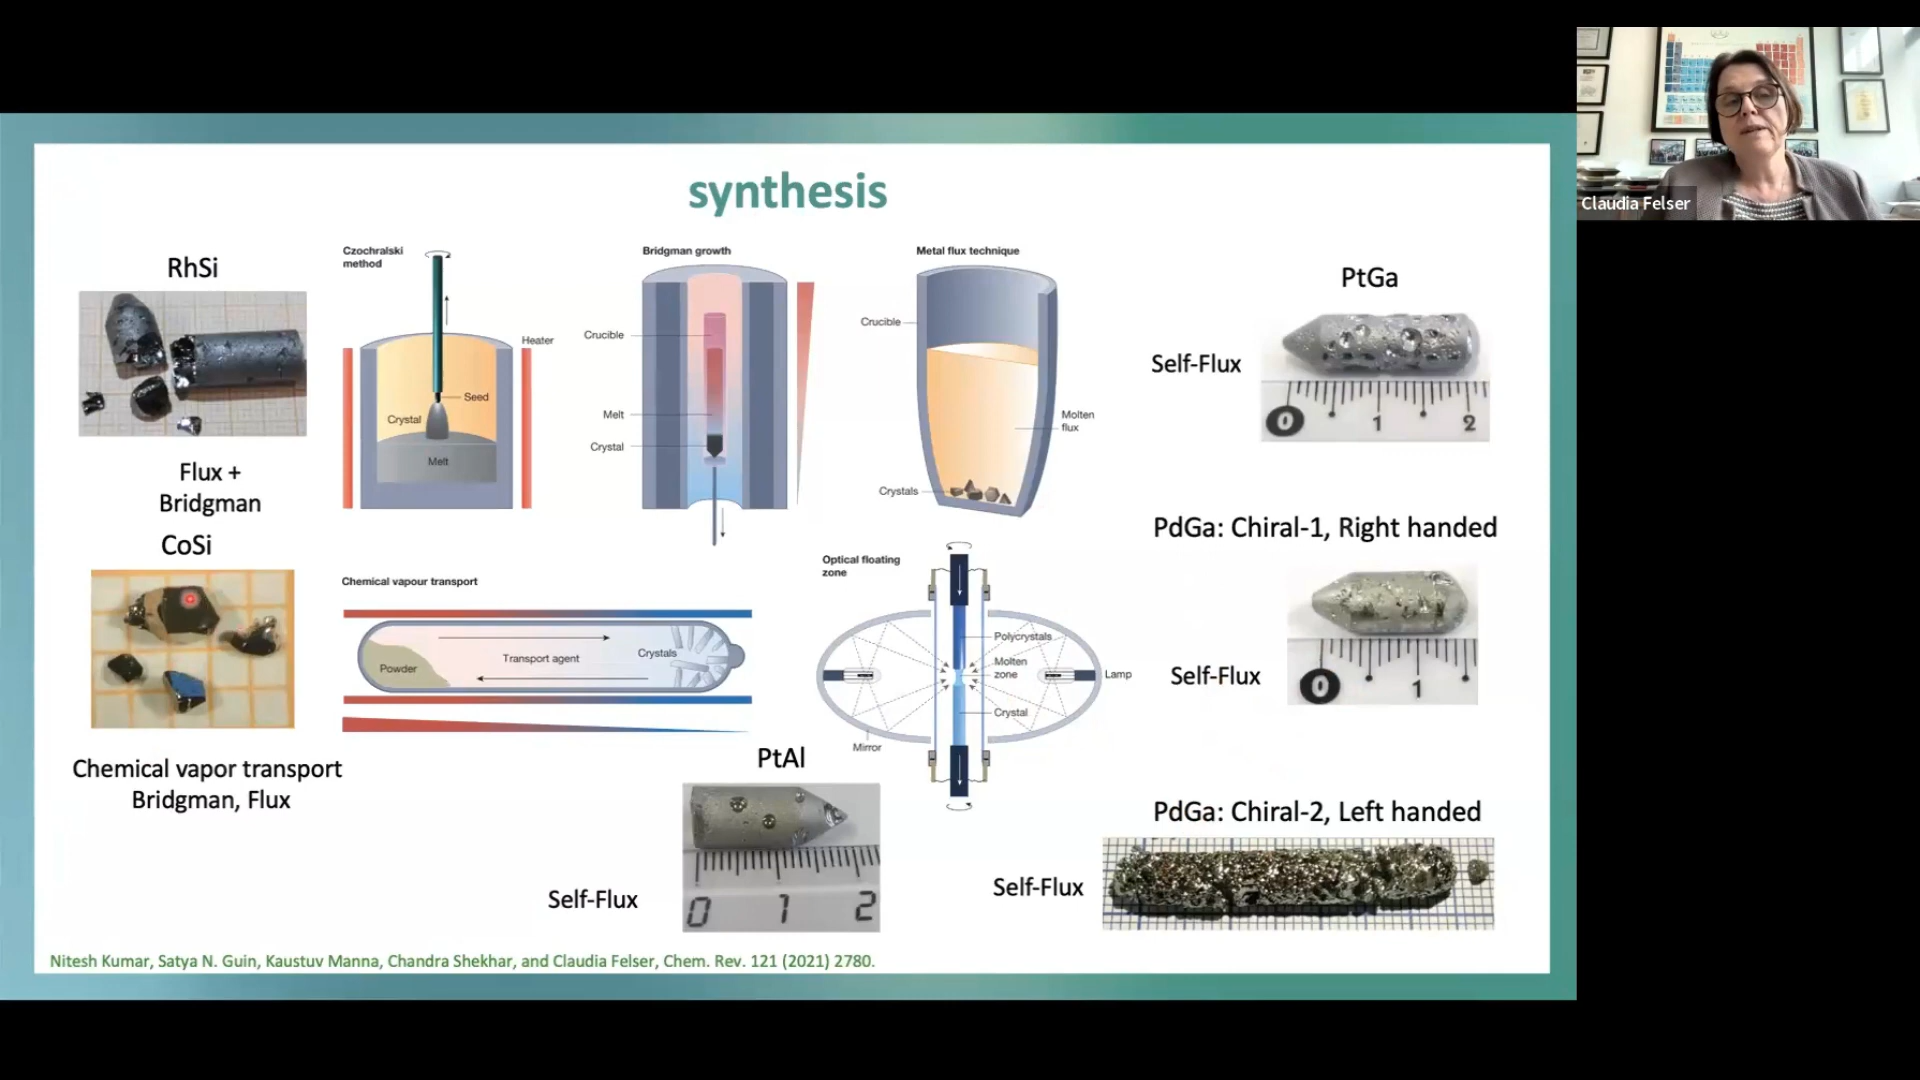 synthesis
RhSi
Flux +
Bridgman
CoSi
Chemical vapor transport
Bridgman, Flux
Czochralski
method
Heater
Seed
Crystal
Melt
Bridgman growth
Crucible
Melt
Crystal
Metal flux technique
Crucible
Molten
flux
Crystals
Chemical vapour transport
Powder
Transport agent
Crystals
Optical floating
zone
Polycrystals
Molten
zone
Lamp
Crystal
Mirror
PtAl
Self-Flux
0 1 2
PtGa
Self-Flux
0 1 2
PdGa: Chiral-1, Right handed
Self-Flux
0 1
PdGa: Chiral-2, Left handed
Self-Flux
Nitesh Kumar, Satya N. Guin, Kaustuv Manna, Chandra Shekhar, and Claudia Felser, Chem. Rev. 121 (2021) 2780.
Claudia Felser